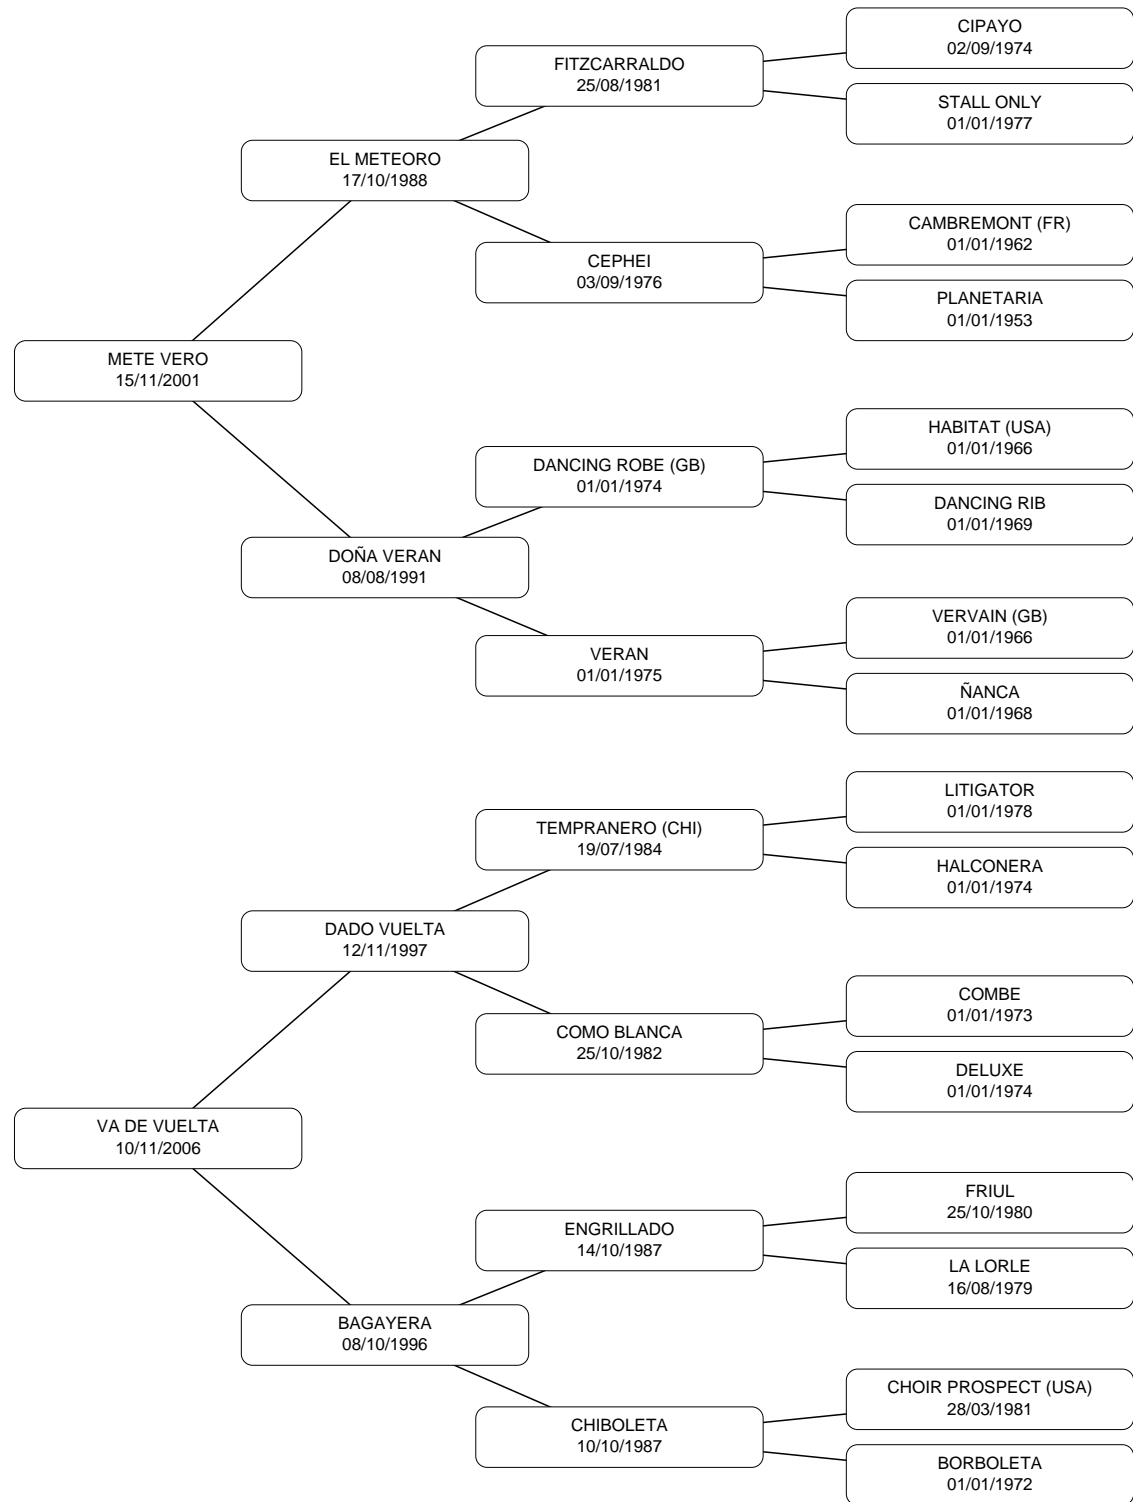 CIPAYO
02/09/1974
FITZCARRALDO
25/08/1981
STALL ONLY
01/01/1977
EL METEORO
17/10/1988
CAMBREMONT (FR)
01/01/1962
CEPHEI
03/09/1976
PLANETARIA
01/01/1953
METE VERO
15/11/2001
HABITAT (USA)
01/01/1966
DANCING ROBE (GB)
01/01/1974
DANCING RIB
01/01/1969
DOÑA VERAN
08/08/1991
VERVAIN (GB)
01/01/1966
VERAN
01/01/1975
ÑANCA
01/01/1968
LITIGATOR
01/01/1978
TEMPRANERO (CHI)
19/07/1984
HALCONERA
01/01/1974
DADO VUELTA
12/11/1997
COMBE
01/01/1973
COMO BLANCA
25/10/1982
DELUXE
01/01/1974
VA DE VUELTA
10/11/2006
FRIUL
25/10/1980
ENGRILLADO
14/10/1987
LA LORLE
16/08/1979
BAGAYERA
08/10/1996
CHOIR PROSPECT (USA)
28/03/1981
CHIBOLETA
10/10/1987
BORBOLETA
01/01/1972